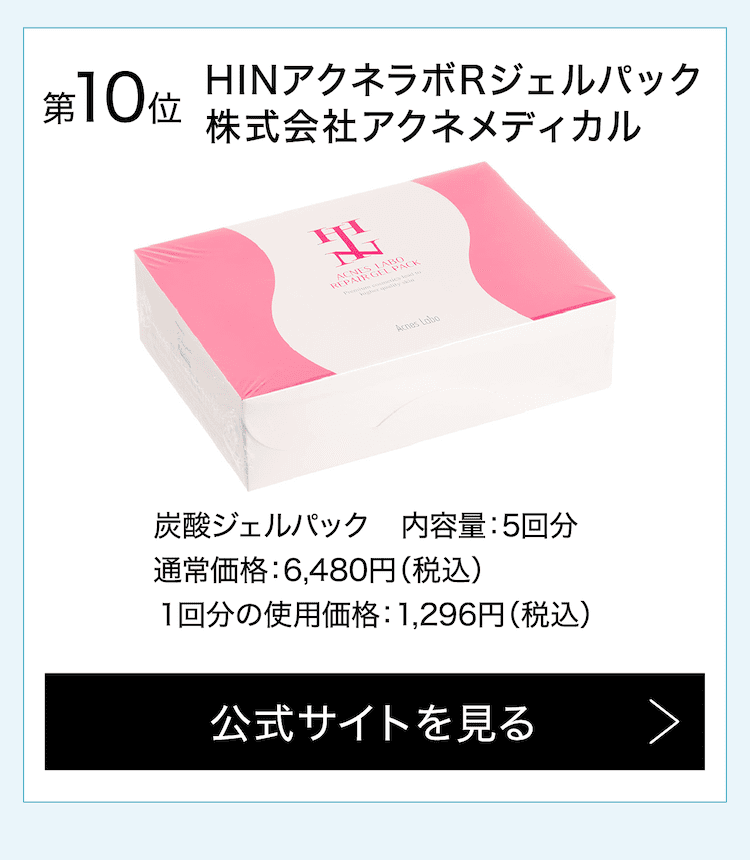 第10位
HINアクネラボRジェルパック
株式会社アクネメディカル
HIN
ACNES LABO
REPAIR GEL PACK
higher quality skin
Acnes Labo
炭酸ジェルパック　内容量：5回分
通常価格：6,480円（税込）
1回分の使用価格：1,296円（税込）
公式サイトを見る